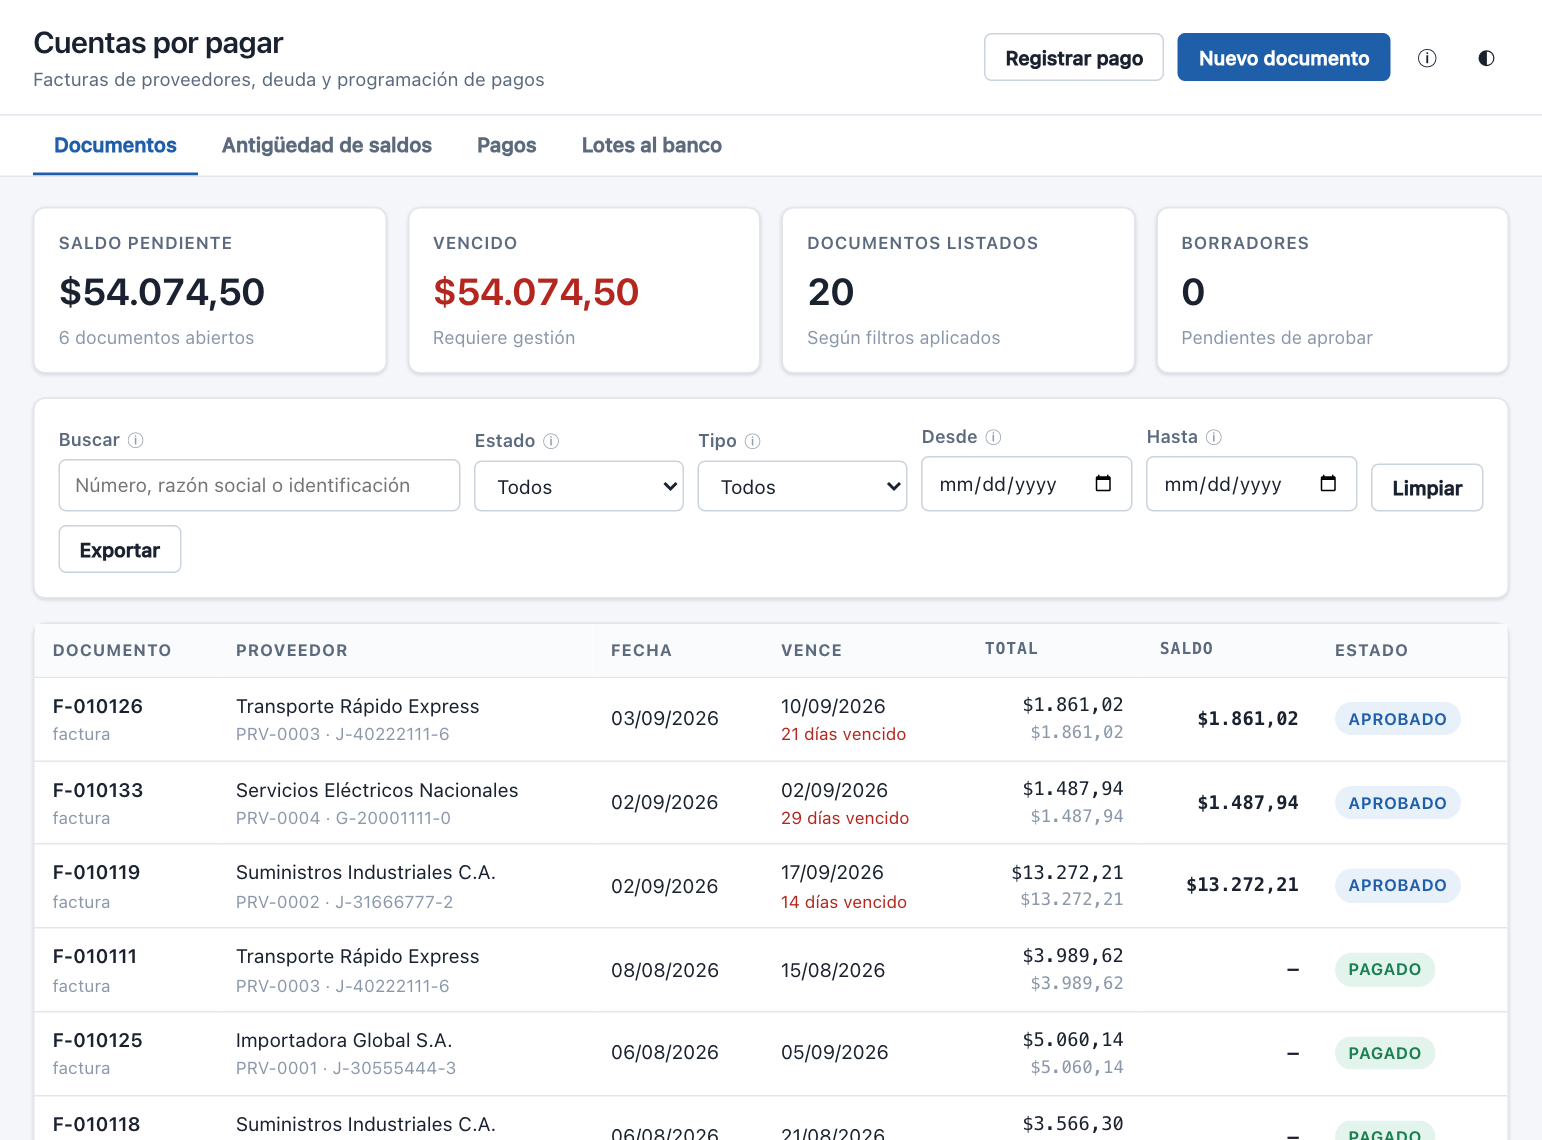 Cuentas por pagar
Facturas de proveedores, deuda y programación de pagos
Registrar pago
Nuevo documento
Documentos
Antigüedad de saldos
Pagos
Lotes al banco
SALDO PENDIENTE
$54.074,50
6 documentos abiertos
VENCIDO
$54.074,50
Requiere gestión
DOCUMENTOS LISTADOS
20
Según filtros aplicados
BORRADORES
0
Pendientes de aprobar
Buscar
Número, razón social o identificación
Estado
Todos
Tipo
Todos
Desde
mm/dd/yyyy
Hasta
mm/dd/yyyy
Limpiar
Exportar
DOCUMENTO PROVEEDOR FECHA VENCE TOTAL SALDO ESTADO
F-010126 Transporte Rápido Express 03/09/2026 10/09/2026 $1.861,02 $1.861,02 APROBADO
factura PRV-0003 · J-40222111-6 21 días vencido $1.861,02
F-010133 Servicios Eléctricos Nacionales 02/09/2026 02/09/2026 $1.487,94 $1.487,94 APROBADO
factura PRV-0004 · G-20001111-0 29 días vencido $1.487,94
F-010119 Suministros Industriales C.A. 02/09/2026 17/09/2026 $13.272,21 $13.272,21 APROBADO
factura PRV-0002 · J-31666777-2 14 días vencido $13.272,21
F-010111 Transporte Rápido Express 08/08/2026 15/08/2026 $3.989,62 – PAGADO
factura PRV-0003 · J-40222111-6 $3.989,62
F-010125 Importadora Global S.A. 06/08/2026 05/09/2026 $5.060,14 – PAGADO
factura PRV-0001 · J-30555444-3 $5.060,14
F-010118 Suministros Industriales C.A. 06/08/2026 21/08/2026 $3.566,30 – PAGADO